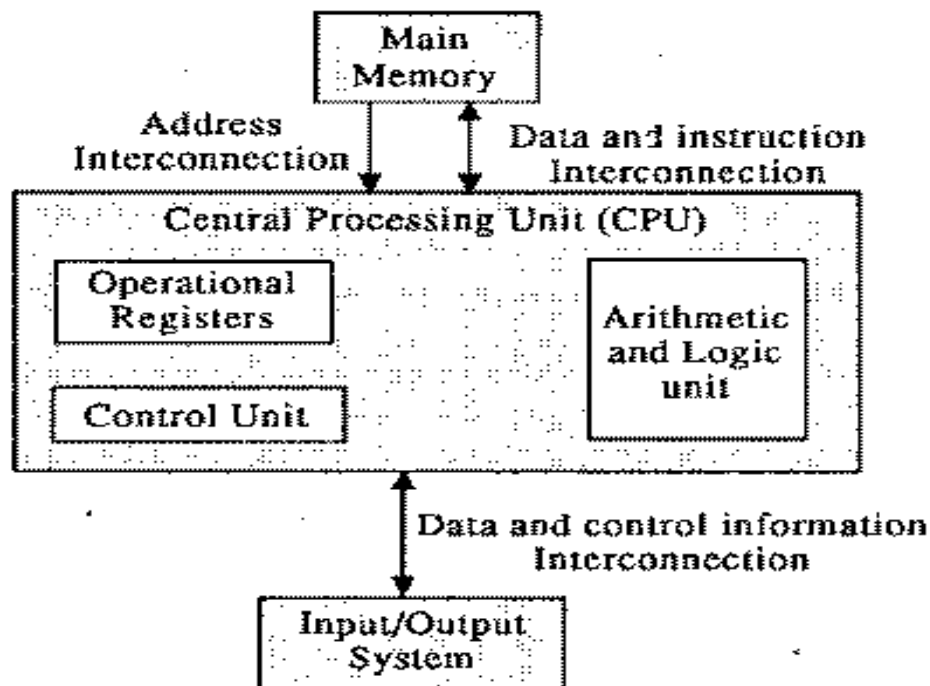 Main
Memory
Address
Interconnection
Data and instruction
Interconnection
Central Processing Unit (CPU)
Operational
Registers
Arithmetic
and Logic
unit
Control Unit
Data and control information
Interconnection
Input/Output
System